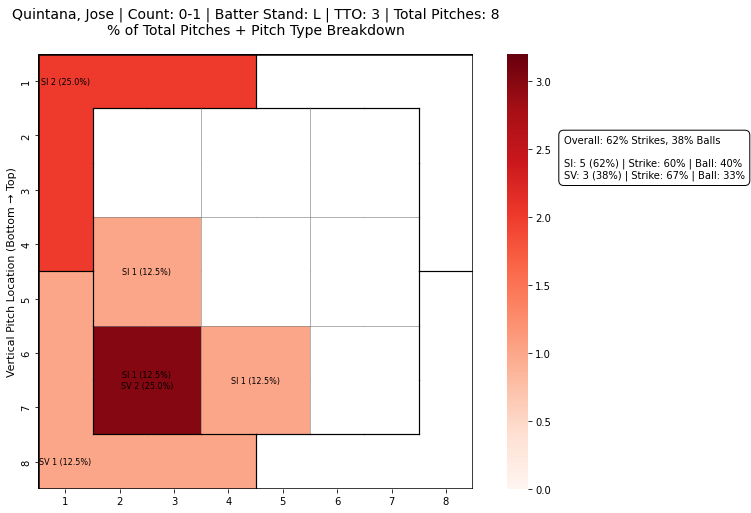 Quintana, Jose | Count: 0-1 | Batter Stand: L | TTO: 3 | Total Pitches: 8
% of Total Pitches + Pitch Type Breakdown
Vertical Pitch Location (Bottom → Top)
1
2
3
4
5
6
7
8
SI 2 (25.0%)
SI 1 (12.5%)
SI 1 (12.5%)
SV 2 (25.0%)
SI 1 (12.5%)
SV 1 (12.5%)
1
2
3
4
5
6
7
8
3.0
2.5
2.0
1.5
1.0
0.5
0.0
Overall: 62% Strikes, 38% Balls
SI: 5 (62%) | Strike: 60% | Ball: 40%
SV: 3 (38%) | Strike: 67% | Ball: 33%